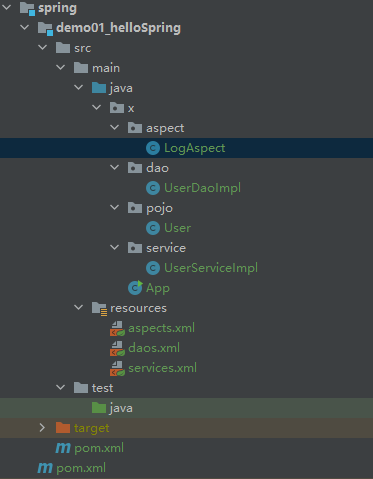 spring
demo01_helloSpring
src
main
java
x
aspect
LogAspect
dao
UserDaoImpl
pojo
User
service
UserServiceImpl
App
resources
aspects.xml
daos.xml
services.xml
test
java
target
pom.xml
pom.xml